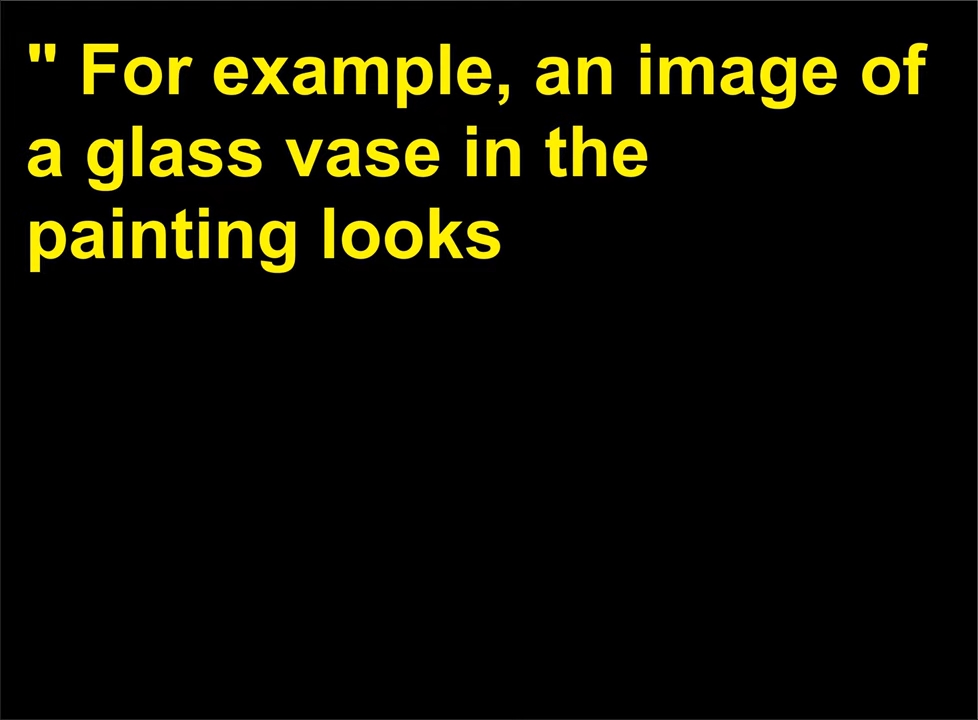 " For example, an image of
a glass vase in the
painting looks